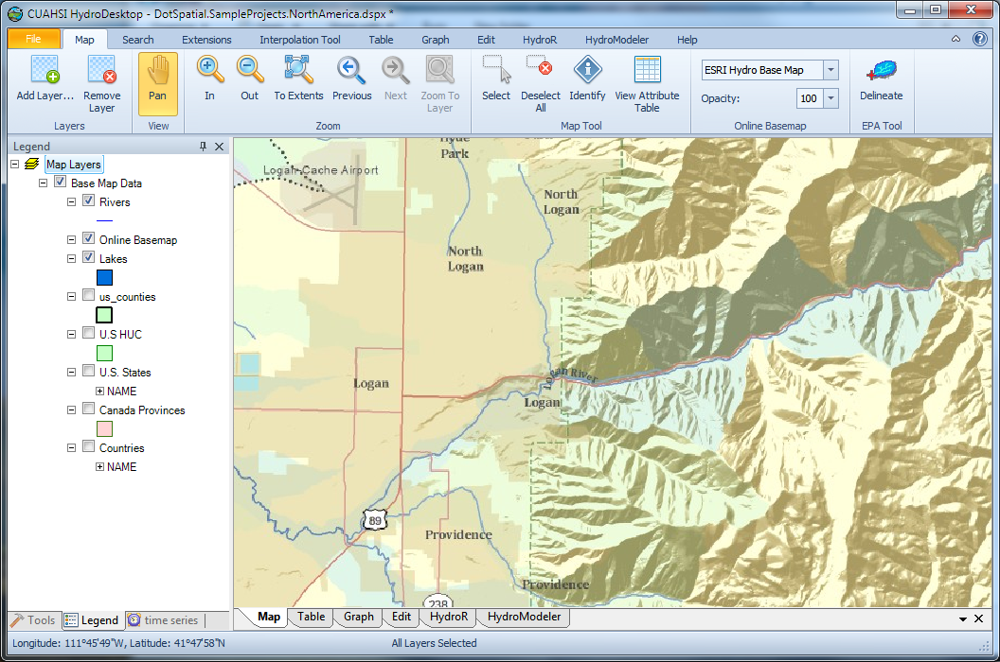 CUAHSI HydroDesktop - DotSpatial.SampleProjects.NorthAmerica.dspx *
File Map Search Extensions Interpolation Tool Table Graph Edit HydroR HydroModeler Help
Add Layer... Remove Layer Pan In Out To Extents Previous Next Zoom To Layer Select Deselect All Identify View Attribute Table
ESRI Hydro Base Map
Opacity: 100
Delineate
Layers View Zoom Map Tool Online Basemap EPA Tool
Legend
Map Layers
Base Map Data
Rivers
Online Basemap
Lakes
us_counties
U.S HUC
U.S. States
NAME
Canada Provinces
Countries
NAME
Hyde Park
Logan-Cache Airport
North Logan
North Logan
Logan
Logan River
Logan
89
Providence
Providence
238
Tools Legend time series
Map Table Graph Edit HydroR HydroModeler
Longitude: 111°45'49"W, Latitude: 41°47'58"N
All Layers Selected